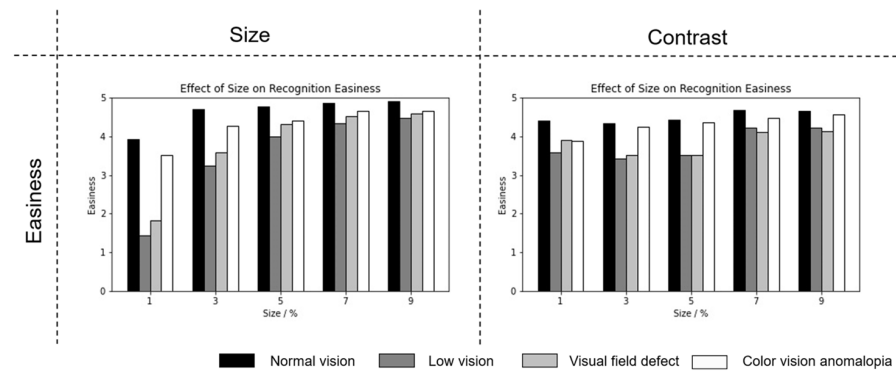 Size
Contrast
Easiness
Effect of Size on Recognition Easiness
5
4
3
2
1
0
Easiness
1 3 5 7 9
Size / %
Effect of Size on Recognition Easiness
5
4
3
2
1
0
Easiness
1 3 5 7 9
Size / %
Normal vision Low vision Visual field defect Color vision anomalopia